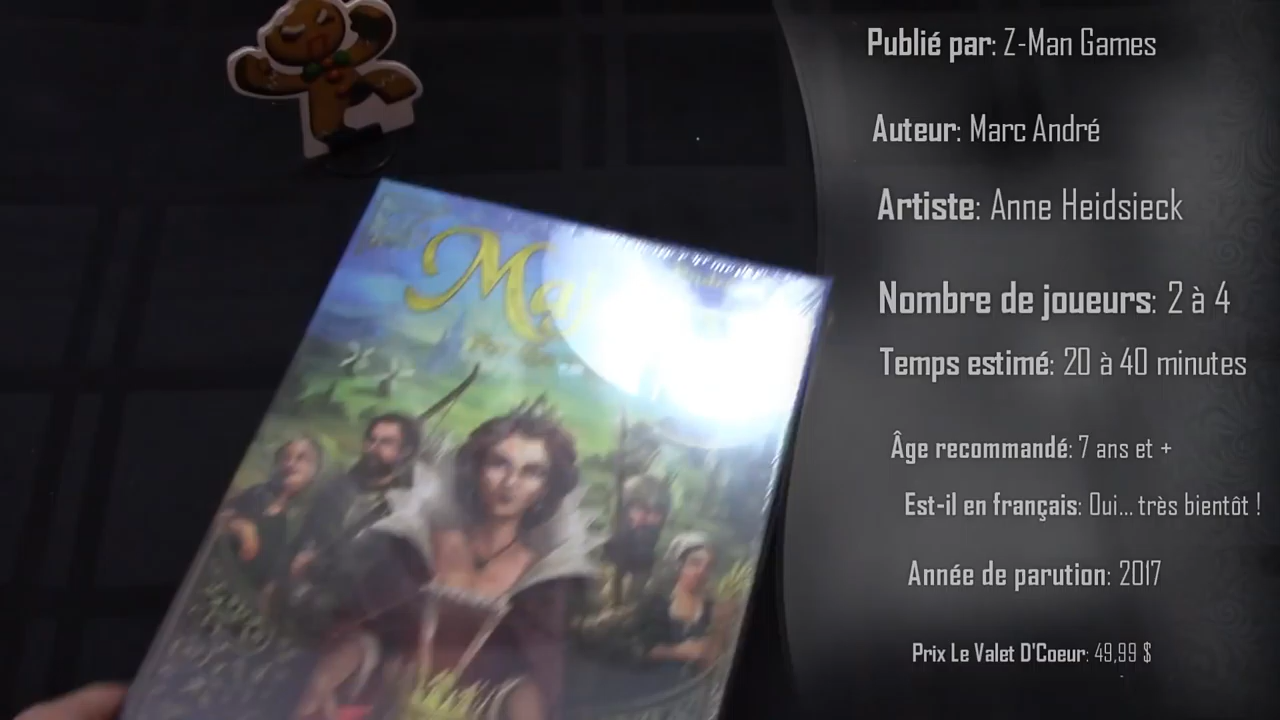 Publié par: Z-Man Games
Auteur: Marc André
Artiste: Anne Heidsieck
Nombre de joueurs: 2 à 4
Temps estimé: 20 à 40 minutes
Âge recommandé: 7 ans et +
Est-il en français: Oui... très bientôt !
Année de parution: 2017
Prix Le Valet D'Coeur: 49,99 $
Maj